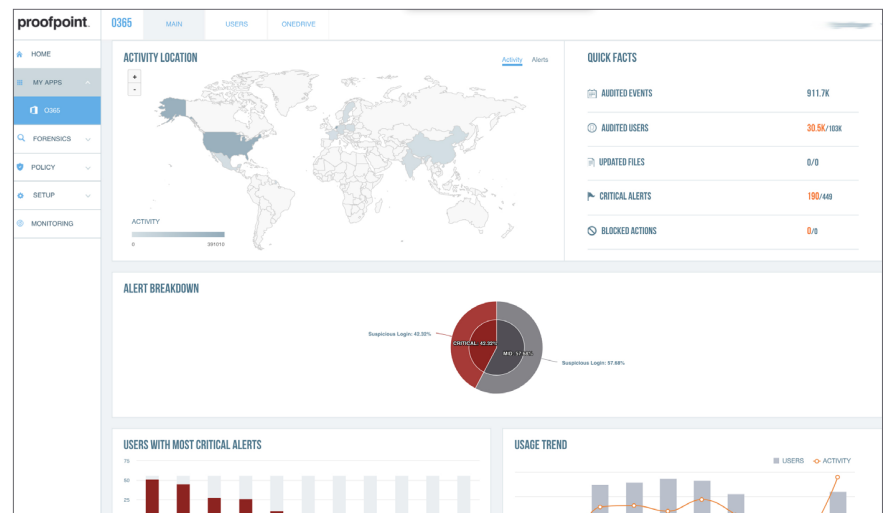 proofpoint.
O365
MAIN
USERS
ONEDRIVE
HOME
MY APPS
O365
FORENSICS
POLICY
SETUP
MONITORING
ACTIVITY LOCATION
Activity
Alerts
+
-
ACTIVITY
0
391010
QUICK FACTS
AUDITED EVENTS 911.7K
AUDITED USERS 30.5K/103K
UPDATED FILES 0/0
CRITICAL ALERTS 190/449
BLOCKED ACTIONS 0/0
ALERT BREAKDOWN
Suspicious Login: 42.32%
CRITICAL 42.32%
MID 57.68%
Suspicious Login: 57.68%
USERS WITH MOST CRITICAL ALERTS
75
50
25
USAGE TREND
USERS
ACTIVITY